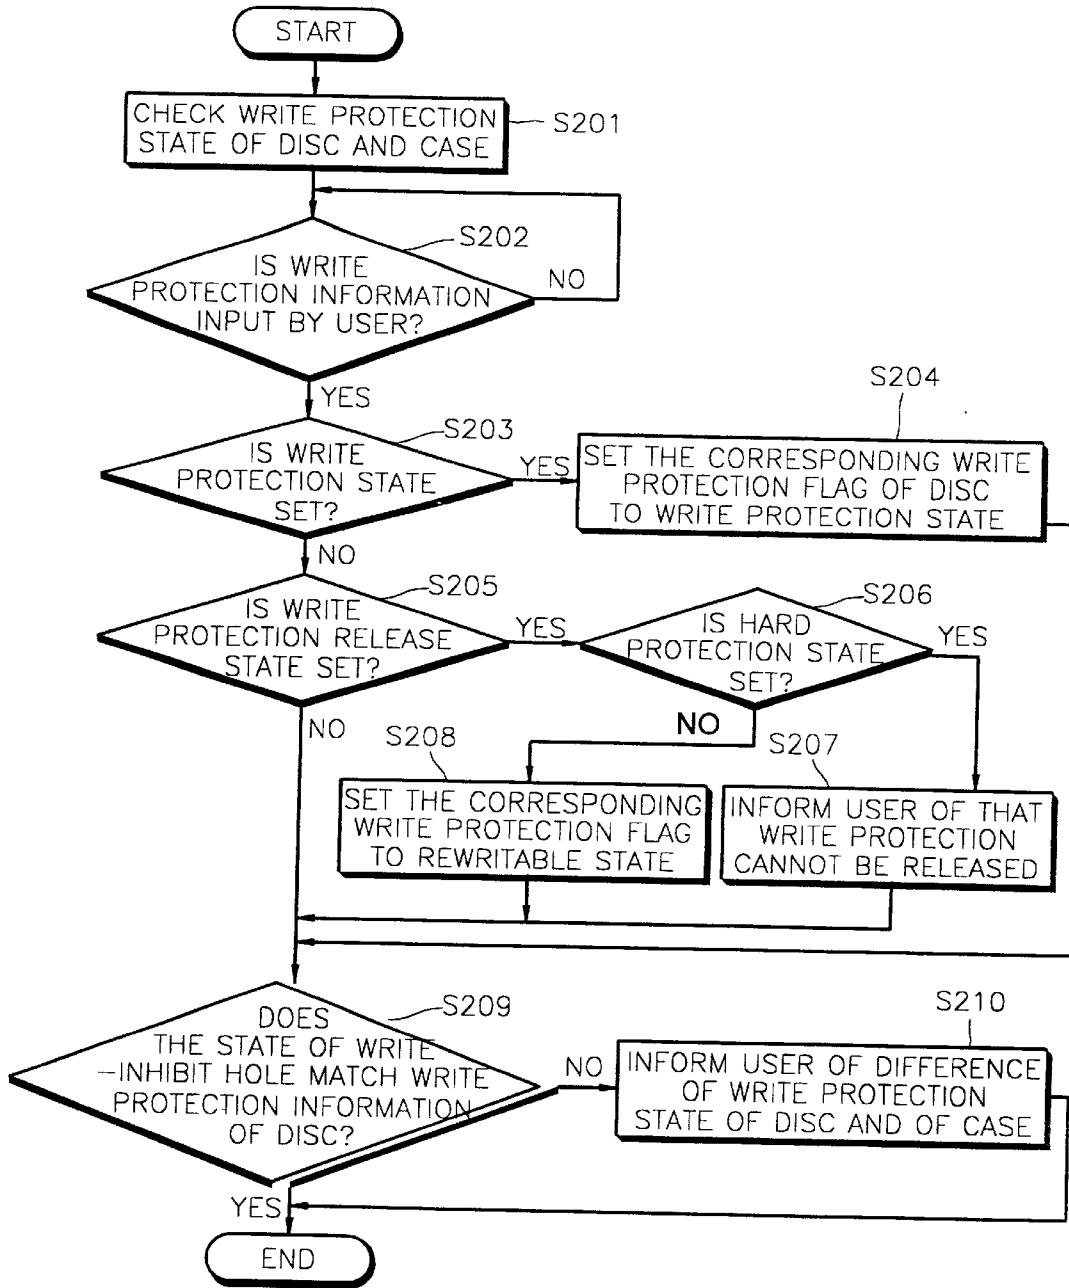 START
CHECK WRITE PROTECTION
STATE OF DISC AND CASE
S201
S202
IS WRITE
PROTECTION INFORMATION
INPUT BY USER?
NO
YES
S203
IS WRITE
PROTECTION STATE
SET?
YES
S204
SET THE CORRESPONDING WRITE
PROTECTION FLAG OF DISC
TO WRITE PROTECTION STATE
NO
S205
IS WRITE
PROTECTION RELEASE
STATE SET?
YES
S206
IS HARD
PROTECTION STATE
SET?
YES
NO
NO
S208
SET THE CORRESPONDING
WRITE PROTECTION FLAG
TO REWRITABLE STATE
S207
INFORM USER OF THAT
WRITE PROTECTION
CANNOT BE RELEASED
S209
DOES
THE STATE OF WRITE
-INHIBIT HOLE MATCH WRITE
PROTECTION INFORMATION
OF DISC?
NO
S210
INFORM USER OF DIFFERENCE
OF WRITE PROTECTION
STATE OF DISC AND OF CASE
YES
END